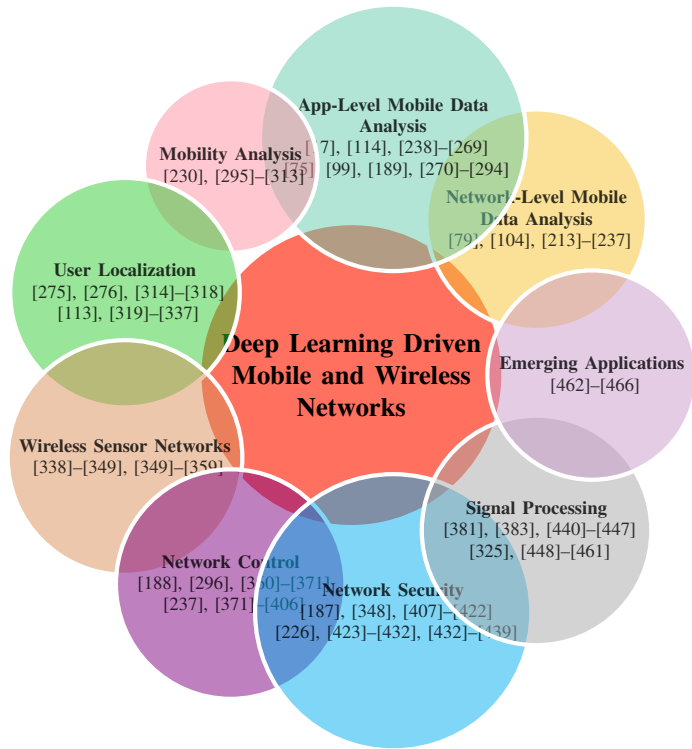 App-Level Mobile Data
Analysis
[17], [114], [238]–[269]
[75], [99], [189], [270]–[294]
Mobility Analysis
[230], [295]–[313]
Network-Level Mobile
Data Analysis
[79], [104], [213]–[237]
User Localization
[275], [276], [314]–[318]
[113], [319]–[337]
Deep Learning Driven
Mobile and Wireless
Networks
Emerging Applications
[462]–[466]
Wireless Sensor Networks
[338]–[349], [349]–[359]
Signal Processing
[381], [383], [440]–[447]
[325], [448]–[461]
Network Control
[188], [296], [360]–[371]
[237], [371]–[406]
Network Security
[187], [348], [407]–[422]
[226], [423]–[432], [432]–[439]